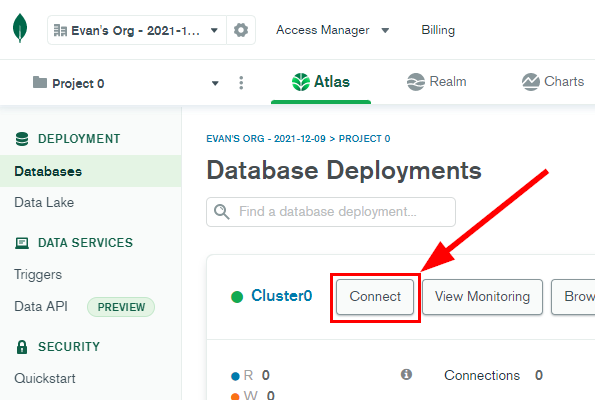 Evan's Org - 2021-1...
Access Manager
Billing
Project 0
Atlas
Realm
Charts
DEPLOYMENT
Databases
Data Lake
DATA SERVICES
Triggers
Data API
PREVIEW
SECURITY
Quickstart
EVAN'S ORG - 2021-12-09 > PROJECT 0
Database Deployments
Find a database deployment...
Cluster0
Connect
View Monitoring
Brow
R 0
Connections 0
W 0